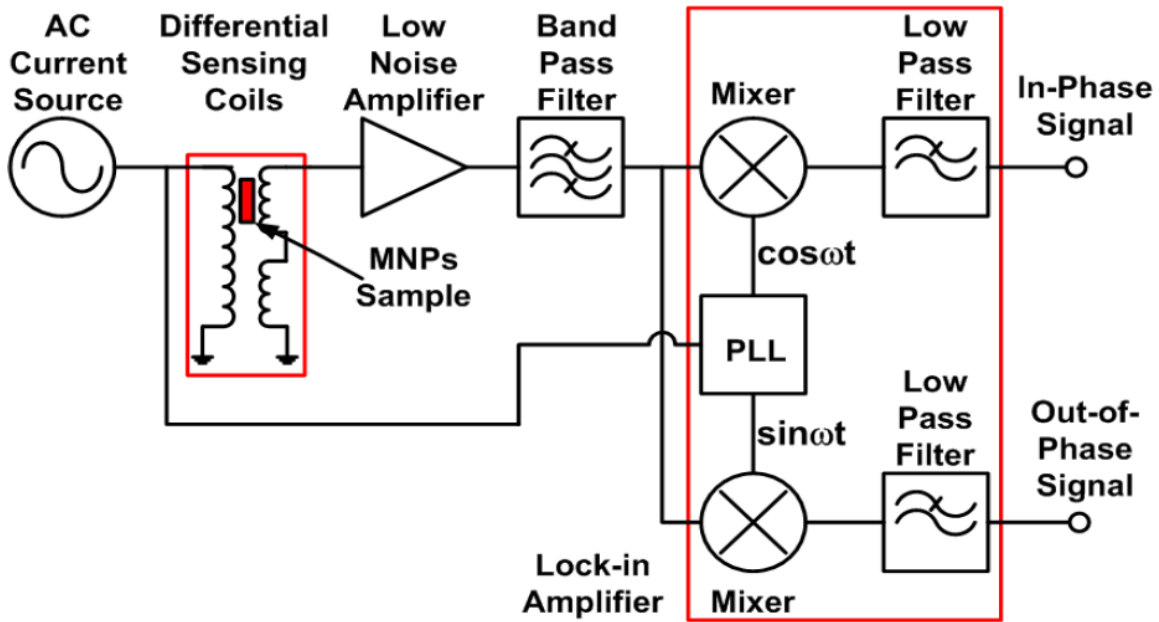 AC
Current
Source
Differential
Sensing
Coils
Low
Noise
Amplifier
Band
Pass
Filter
Mixer
Low
Pass
Filter
In-Phase
Signal
MNPs
Sample
cosωt
PLL
sinωt
Low
Pass
Filter
Out-of-
Phase
Signal
Lock-in
Amplifier
Mixer